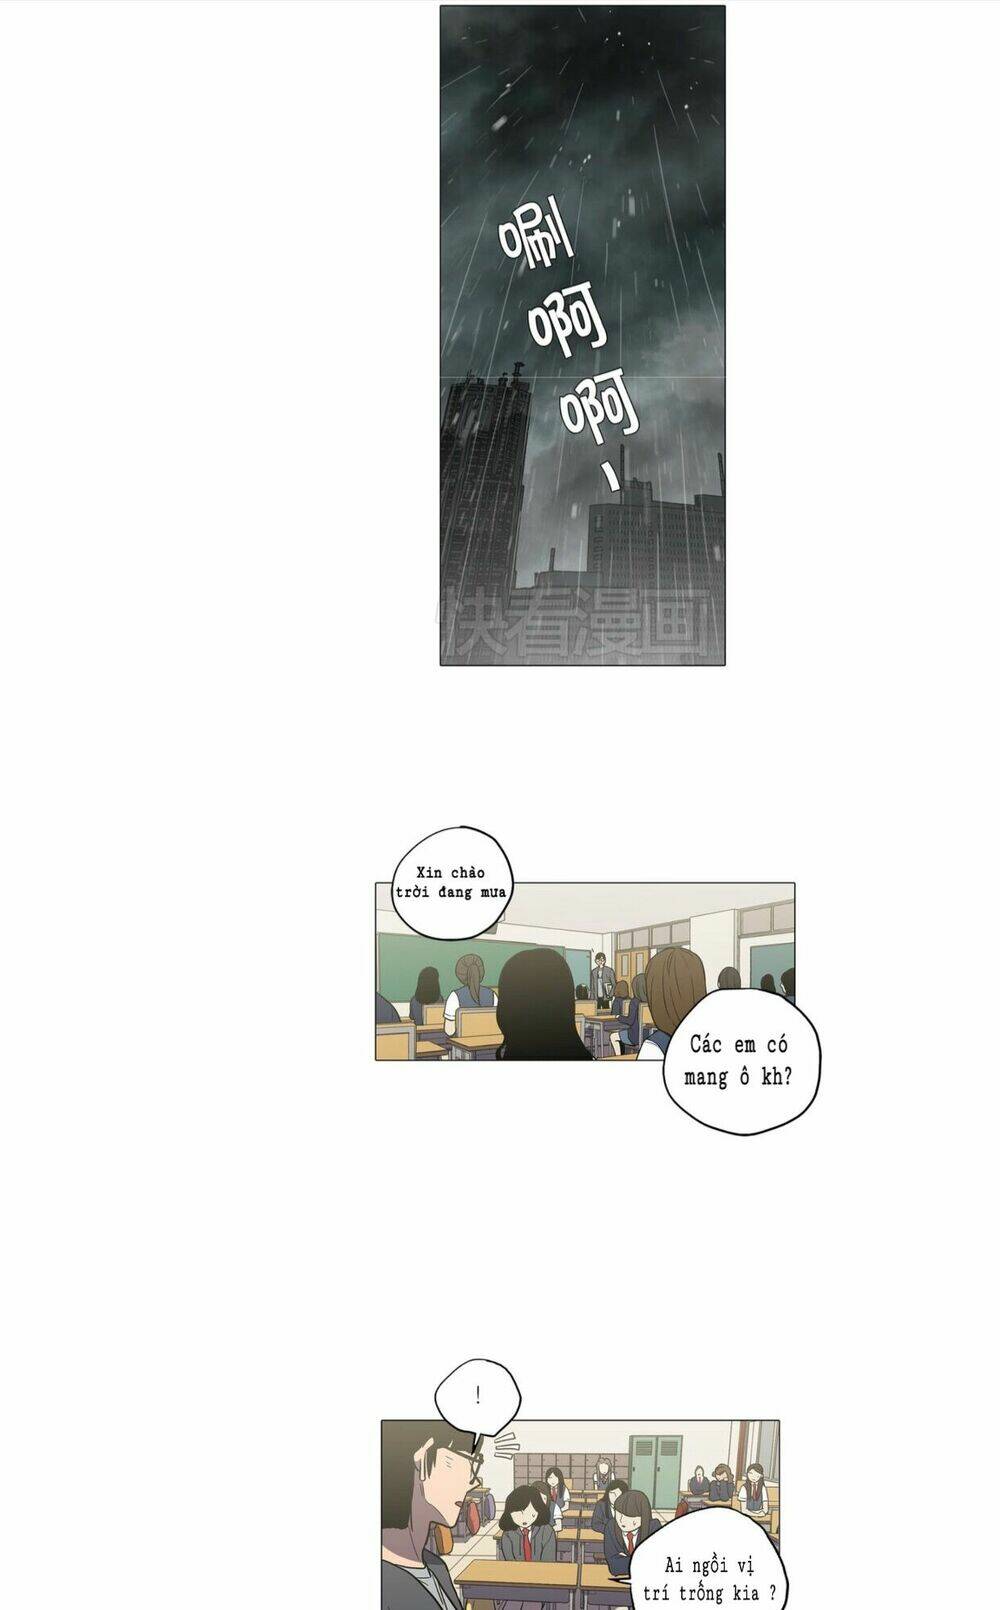 唰
啊
啊
快看漫画
Xin chào
trời đang mưa
Các em có
mang ô kh?
!
Ai ngồi vị
trí trống kia ?